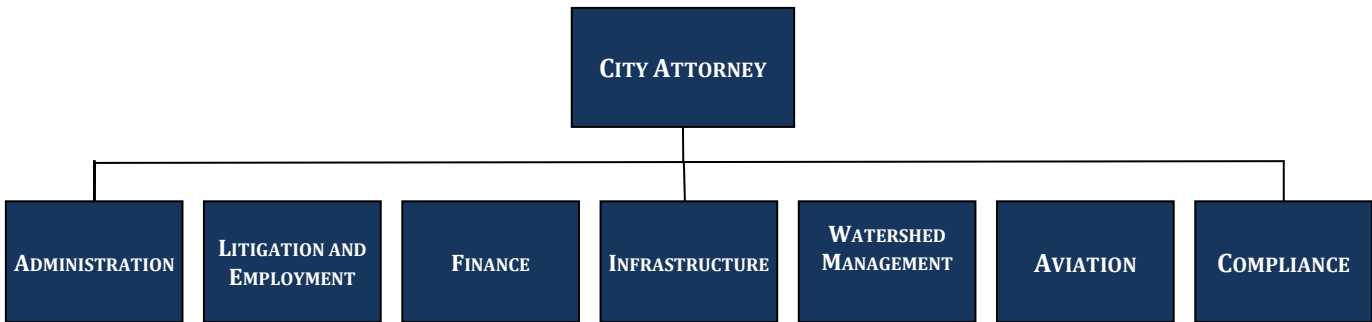 CITY ATTORNEY
ADMINISTRATION
LITIGATION AND
EMPLOYMENT
FINANCE
INFRASTRUCTURE
WATERSHED
MANAGEMENT
AVIATION
COMPLIANCE